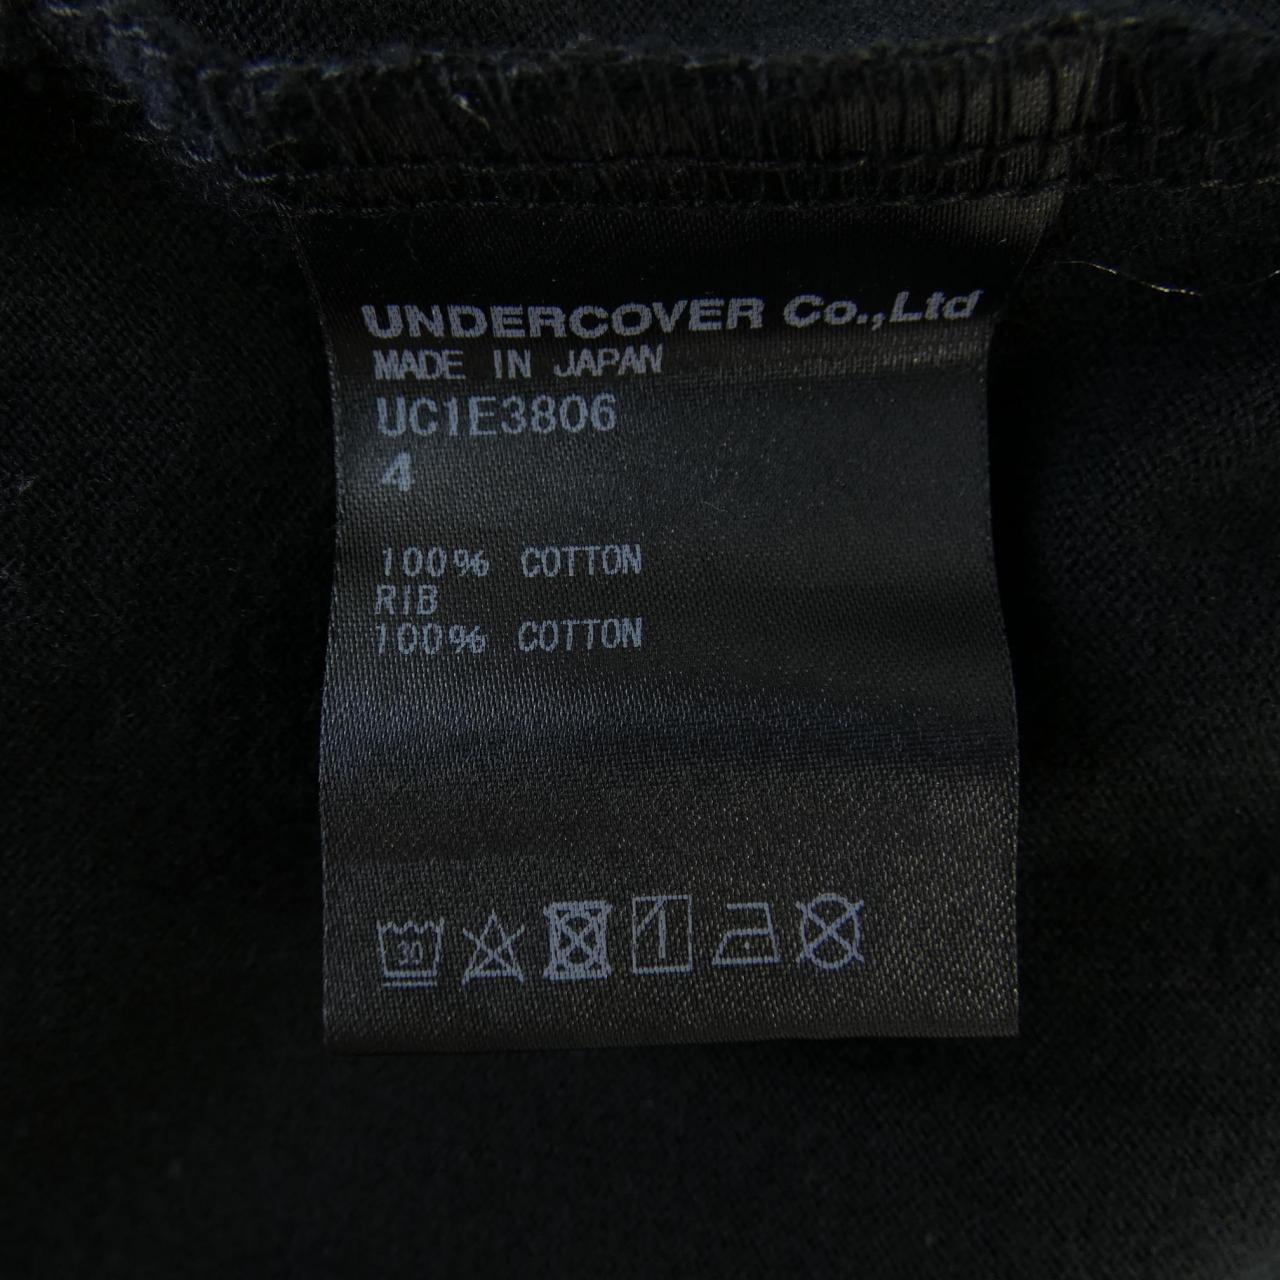 UNDERCOVER Co.,Ltd
MADE IN JAPAN
UC1E3806
4
100% COTTON
RIB
100% COTTON
30